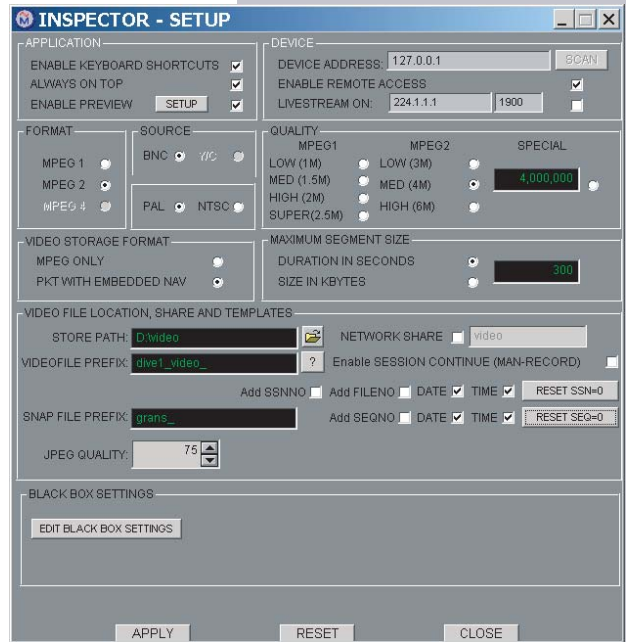 INSPECTOR - SETUP
APPLICATION
ENABLE KEYBOARD SHORTCUTS
ALWAYS ON TOP
ENABLE PREVIEW SETUP
DEVICE
DEVICE ADDRESS: 127.0.0.1 SCAN
ENABLE REMOTE ACCESS
LIVESTREAM ON: 224.1.1.1 1900
FORMAT
MPEG 1
MPEG 2
MPEG 4
SOURCE
BNC Y/C
PAL NTSC
QUALITY
MPEG1 MPEG2 SPECIAL
LOW (1M) LOW (3M)
MED (1.5M) MED (4M) 4,000,000
HIGH (2M) HIGH (6M)
SUPER(2.5M)
VIDEO STORAGE FORMAT
MPEG ONLY
PKT WITH EMBEDDED NAV
MAXIMUM SEGMENT SIZE
DURATION IN SECONDS 300
SIZE IN KBYTES
VIDEO FILE LOCATION, SHARE AND TEMPLATES
STORE PATH: D:\video NETWORK SHARE video
VIDEOFILE PREFIX: dive1_video_ ? Enable SESSION CONTINUE (MAN-RECORD)
Add SSNNO Add FILENO DATE TIME RESET SSN=0
SNAP FILE PREFIX: grans_ Add SEQNO DATE TIME RESET SEQ=0
JPEG QUALITY: 75
BLACK BOX SETTINGS
EDIT BLACK BOX SETTINGS
APPLY RESET CLOSE